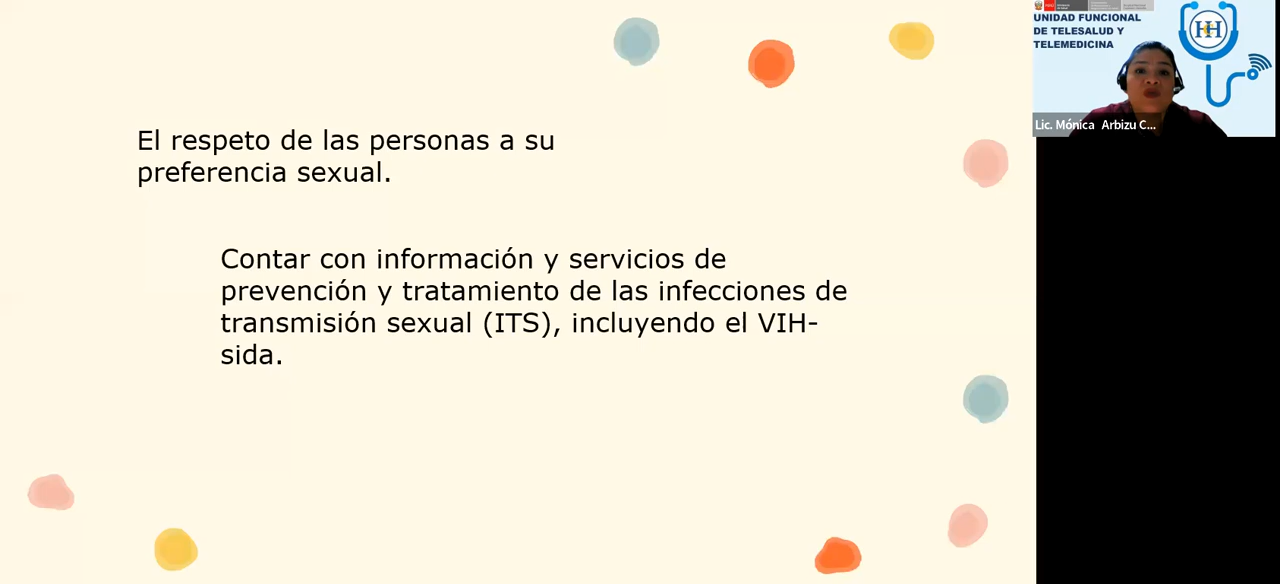 El respeto de las personas a su
preferencia sexual.
Contar con información y servicios de
prevención y tratamiento de las infecciones de
transmisión sexual (ITS), incluyendo el VIH-
sida.
UNIDAD FUNCIONAL
DE TELESALUD Y
TELEMEDICINA
Lic. Mónica Arbizu C...